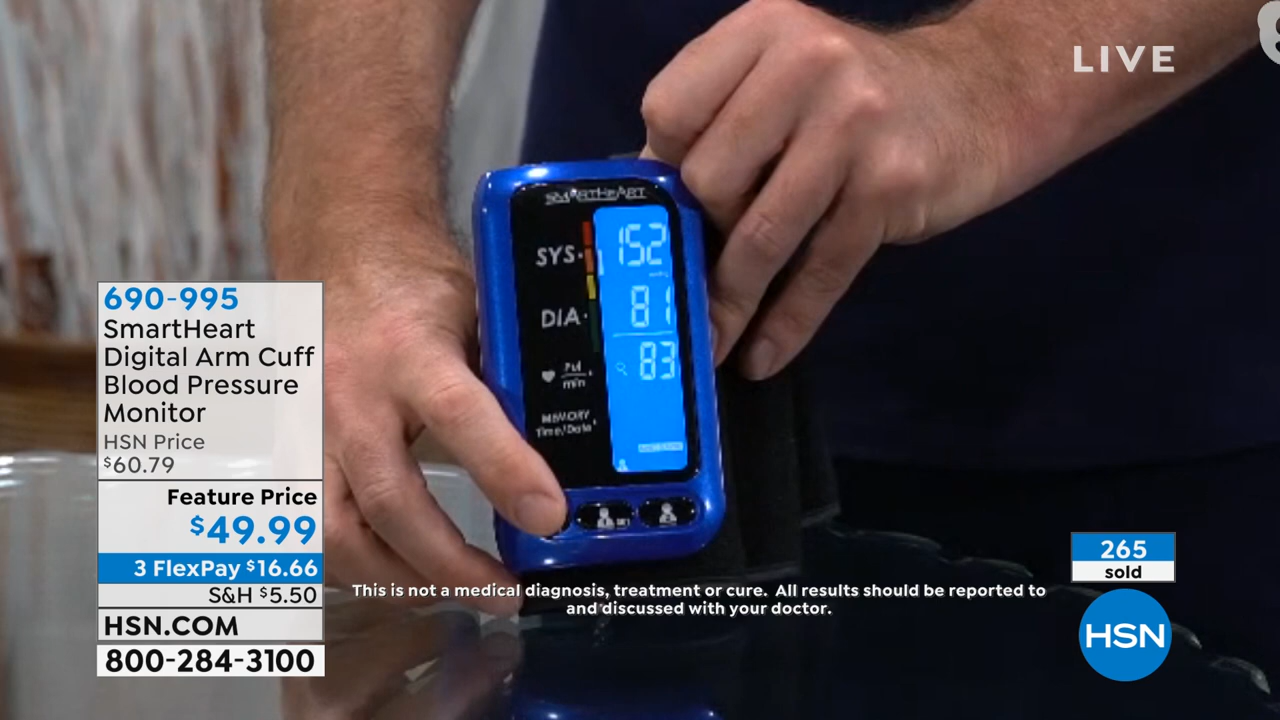 LIVE
SMARTHEART
SYS
152
DIA
81
Pul
min
83
MEMORY
Time/Date
690-995
SmartHeart
Digital Arm Cuff
Blood Pressure
Monitor
HSN Price
$60.79
Feature Price
$49.99
3 FlexPay $16.66
S&H $5.50
HSN.COM
800-284-3100
This is not a medical diagnosis, treatment or cure. All results should be reported to
and discussed with your doctor.
265
sold
HSN